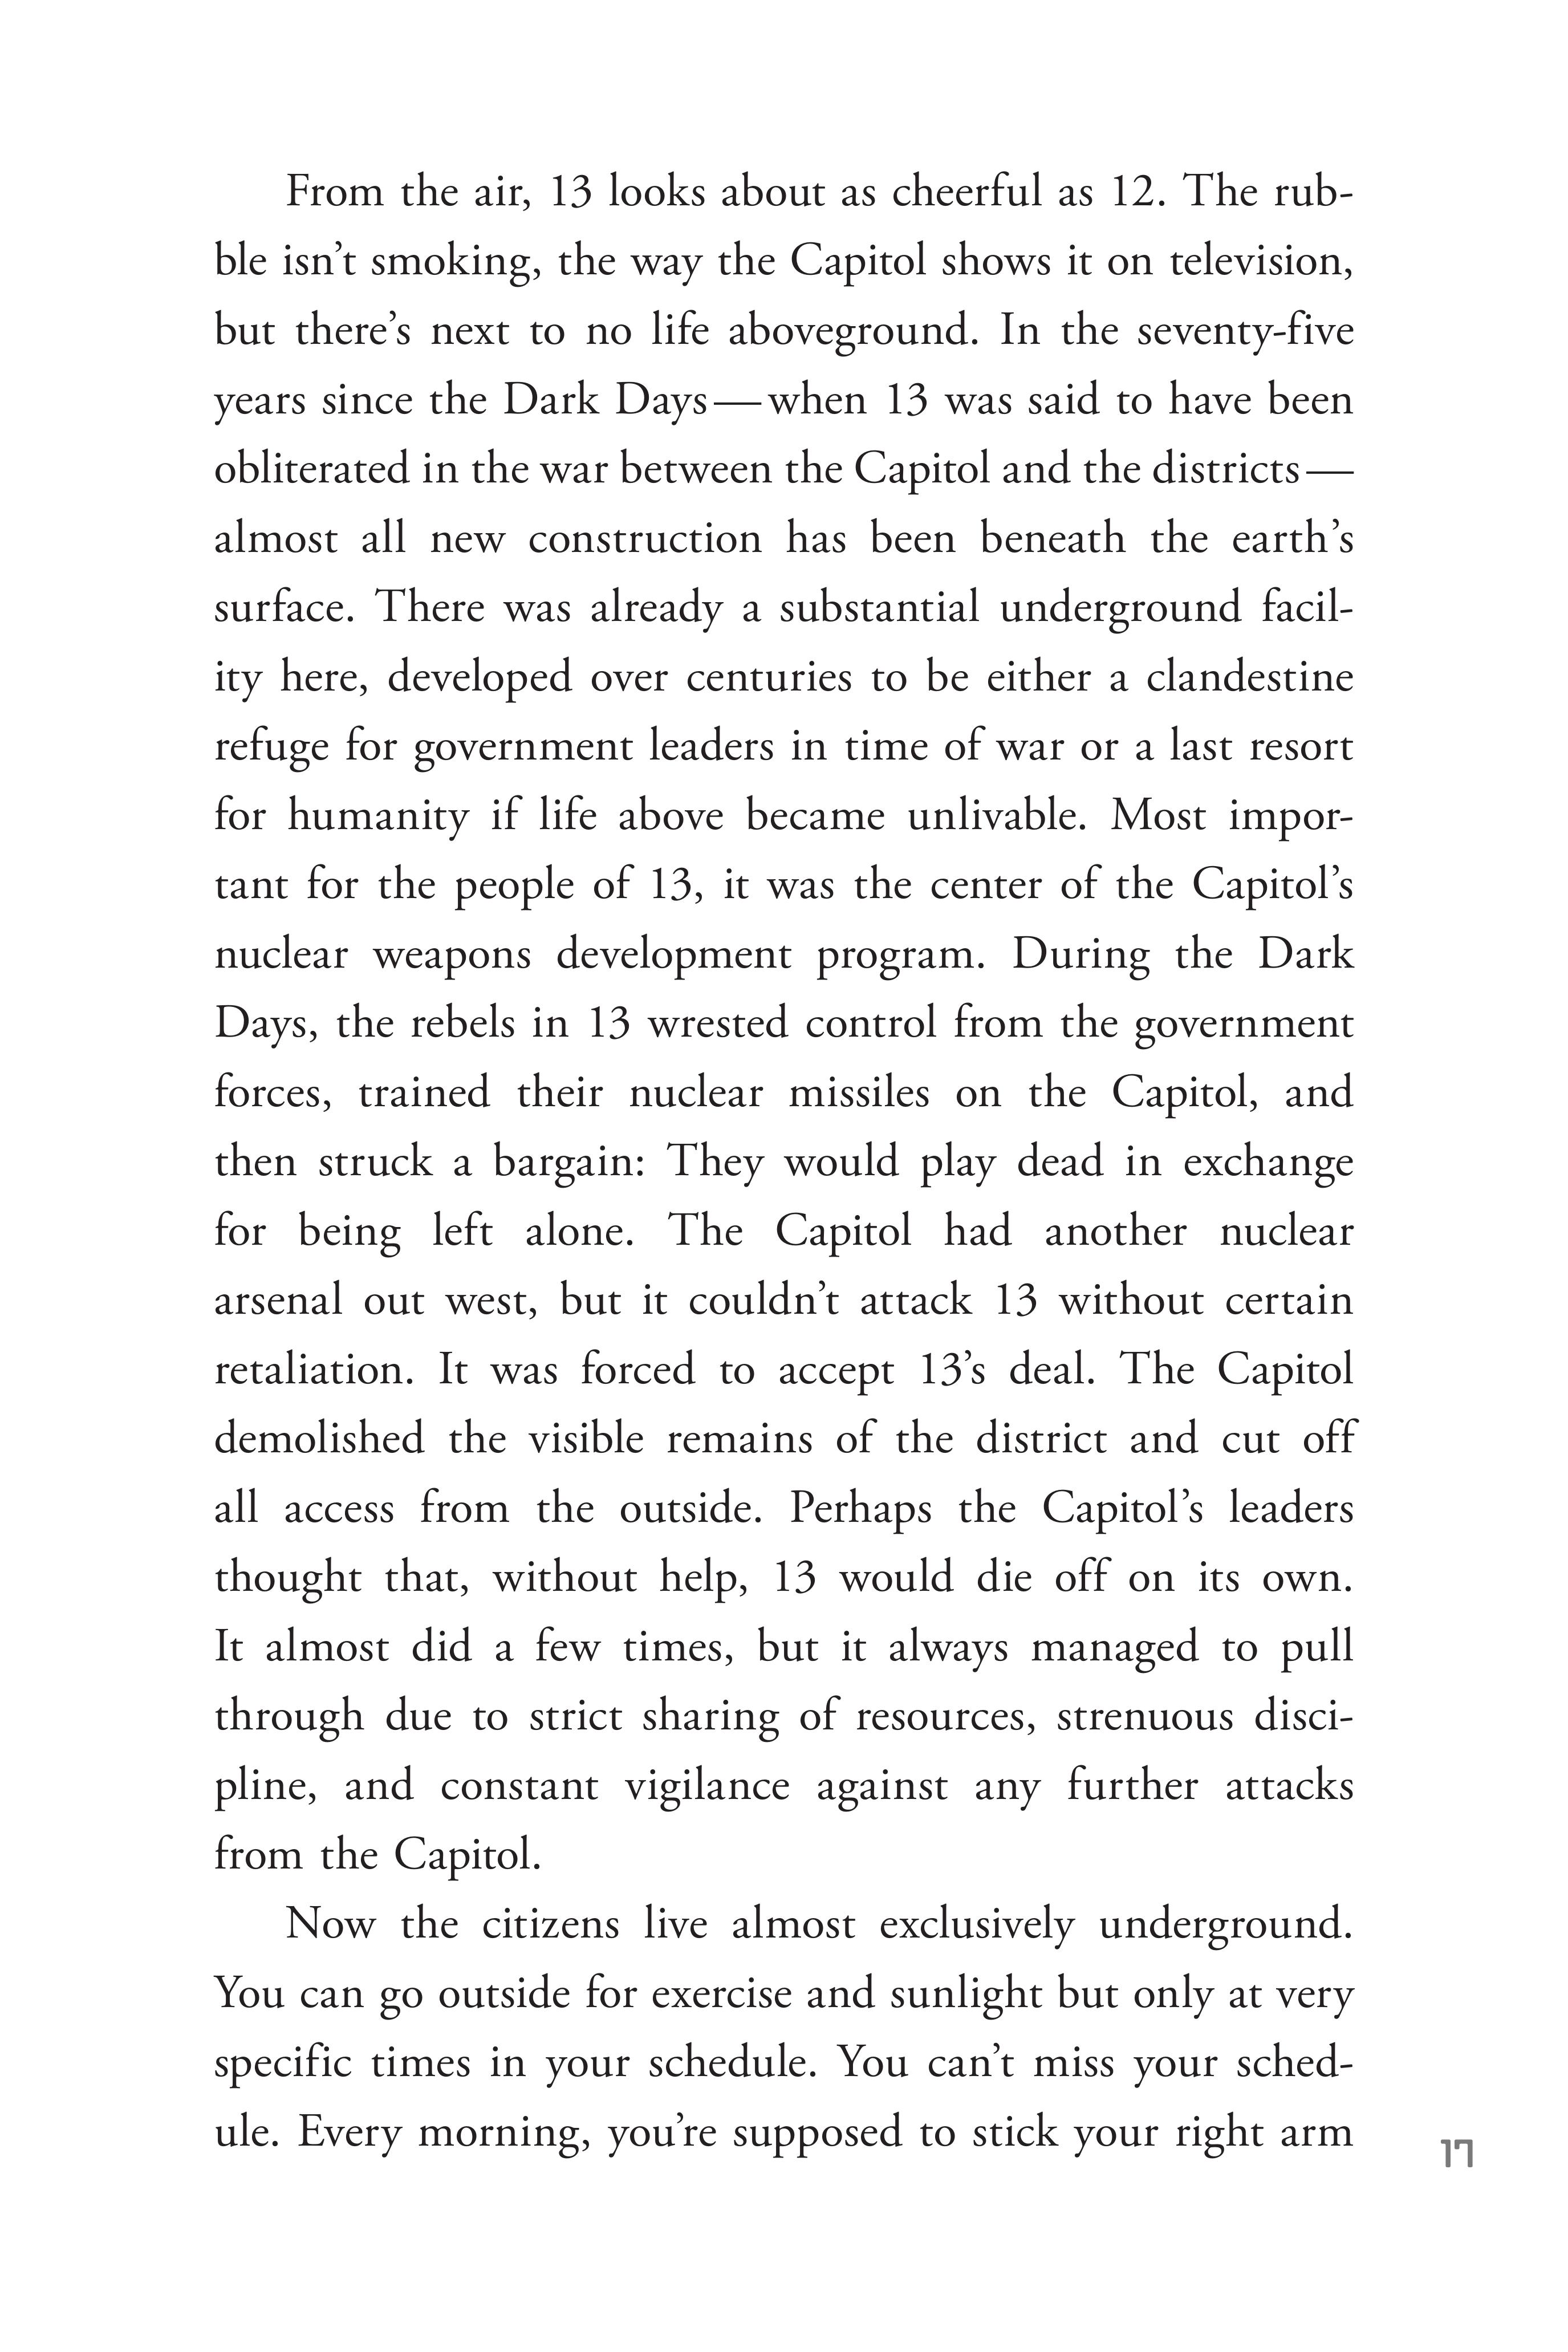 From the air, 13 looks about as cheerful as 12. The rub-
ble isn’t smoking, the way the Capitol shows it on television,
but there’s next to no life aboveground. In the seventy-five
years since the Dark Days — when 13 was said to have been
obliterated in the war between the Capitol and the districts —
almost all new construction has been beneath the earth’s
surface. There was already a substantial underground facil-
ity here, developed over centuries to be either a clandestine
refuge for government leaders in time of war or a last resort
for humanity if life above became unlivable. Most impor-
tant for the people of 13, it was the center of the Capitol’s
nuclear weapons development program. During the Dark
Days, the rebels in 13 wrested control from the government
forces, trained their nuclear missiles on the Capitol, and
then struck a bargain: They would play dead in exchange
for being left alone. The Capitol had another nuclear
arsenal out west, but it couldn’t attack 13 without certain
retaliation. It was forced to accept 13’s deal. The Capitol
demolished the visible remains of the district and cut off
all access from the outside. Perhaps the Capitol’s leaders
thought that, without help, 13 would die off on its own.
It almost did a few times, but it always managed to pull
through due to strict sharing of resources, strenuous disci-
pline, and constant vigilance against any further attacks
from the Capitol.
Now the citizens live almost exclusively underground.
You can go outside for exercise and sunlight but only at very
specific times in your schedule. You can’t miss your sched-
ule. Every morning, you’re supposed to stick your right arm
17